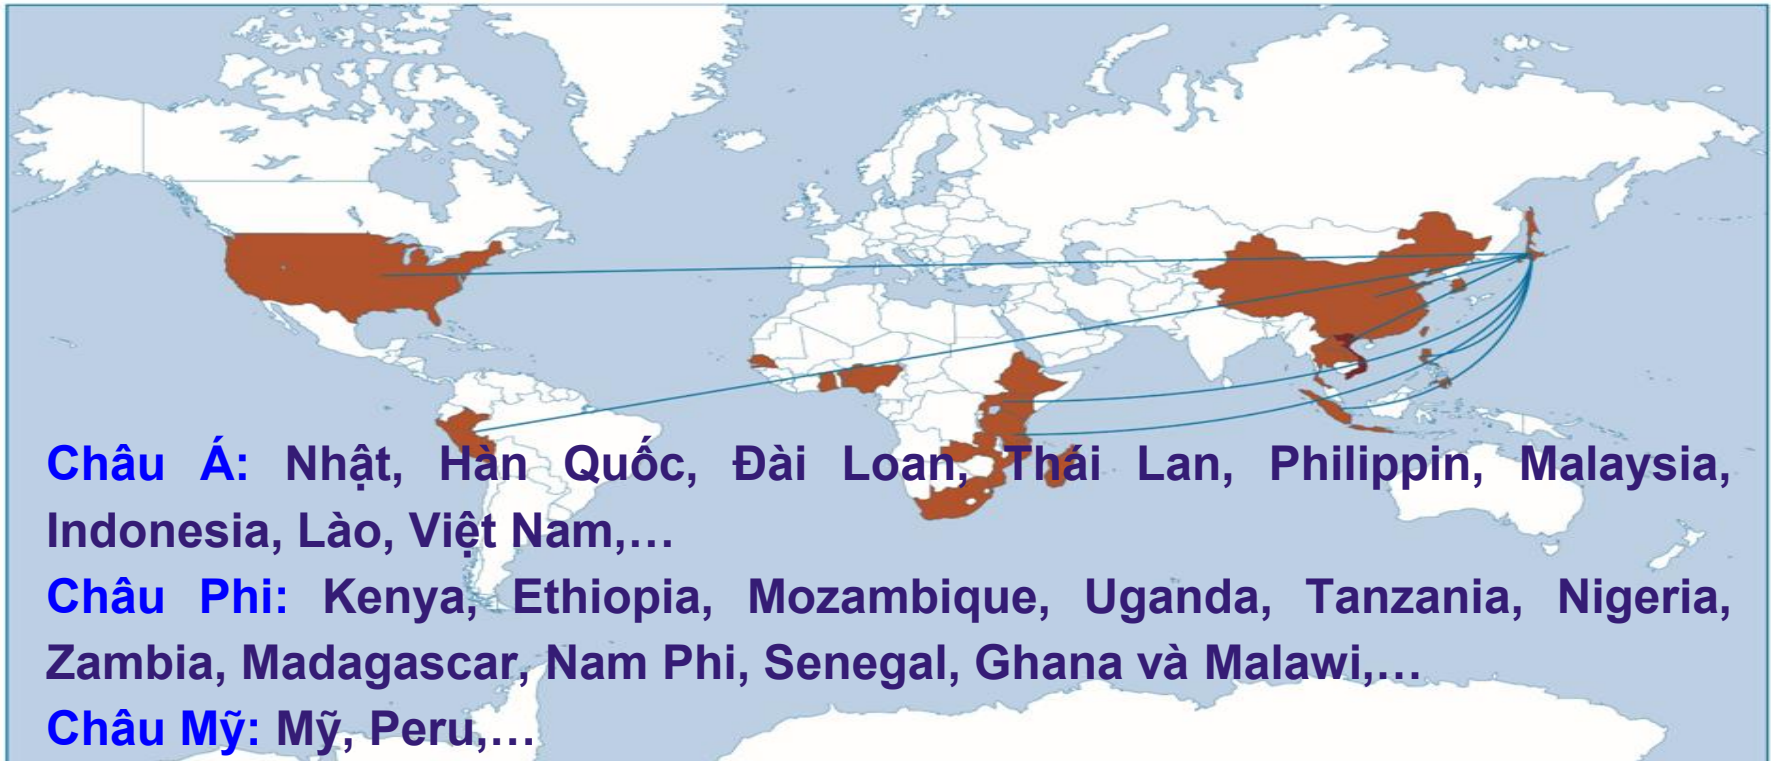 Châu Á: Nhật, Hàn Quốc, Đài Loan, Thái Lan, Philippin, Malaysia,
Indonesia, Lào, Việt Nam,…
Châu Phi: Kenya, Ethiopia, Mozambique, Uganda, Tanzania, Nigeria,
Zambia, Madagascar, Nam Phi, Senegal, Ghana và Malawi,…
Châu Mỹ: Mỹ, Peru,…